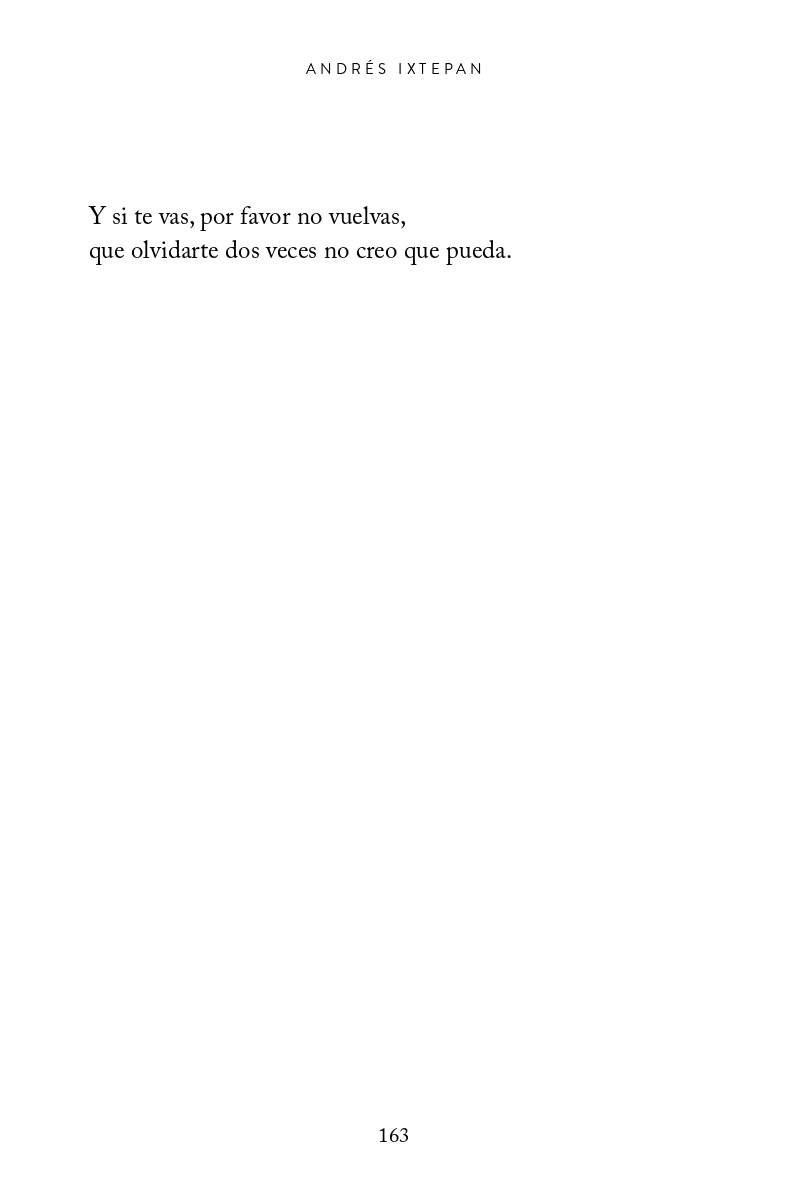 ANDRÉS IXTEPAN
Y si te vas, por favor no vuelvas,
que olvidarte dos veces no creo que pueda.
163